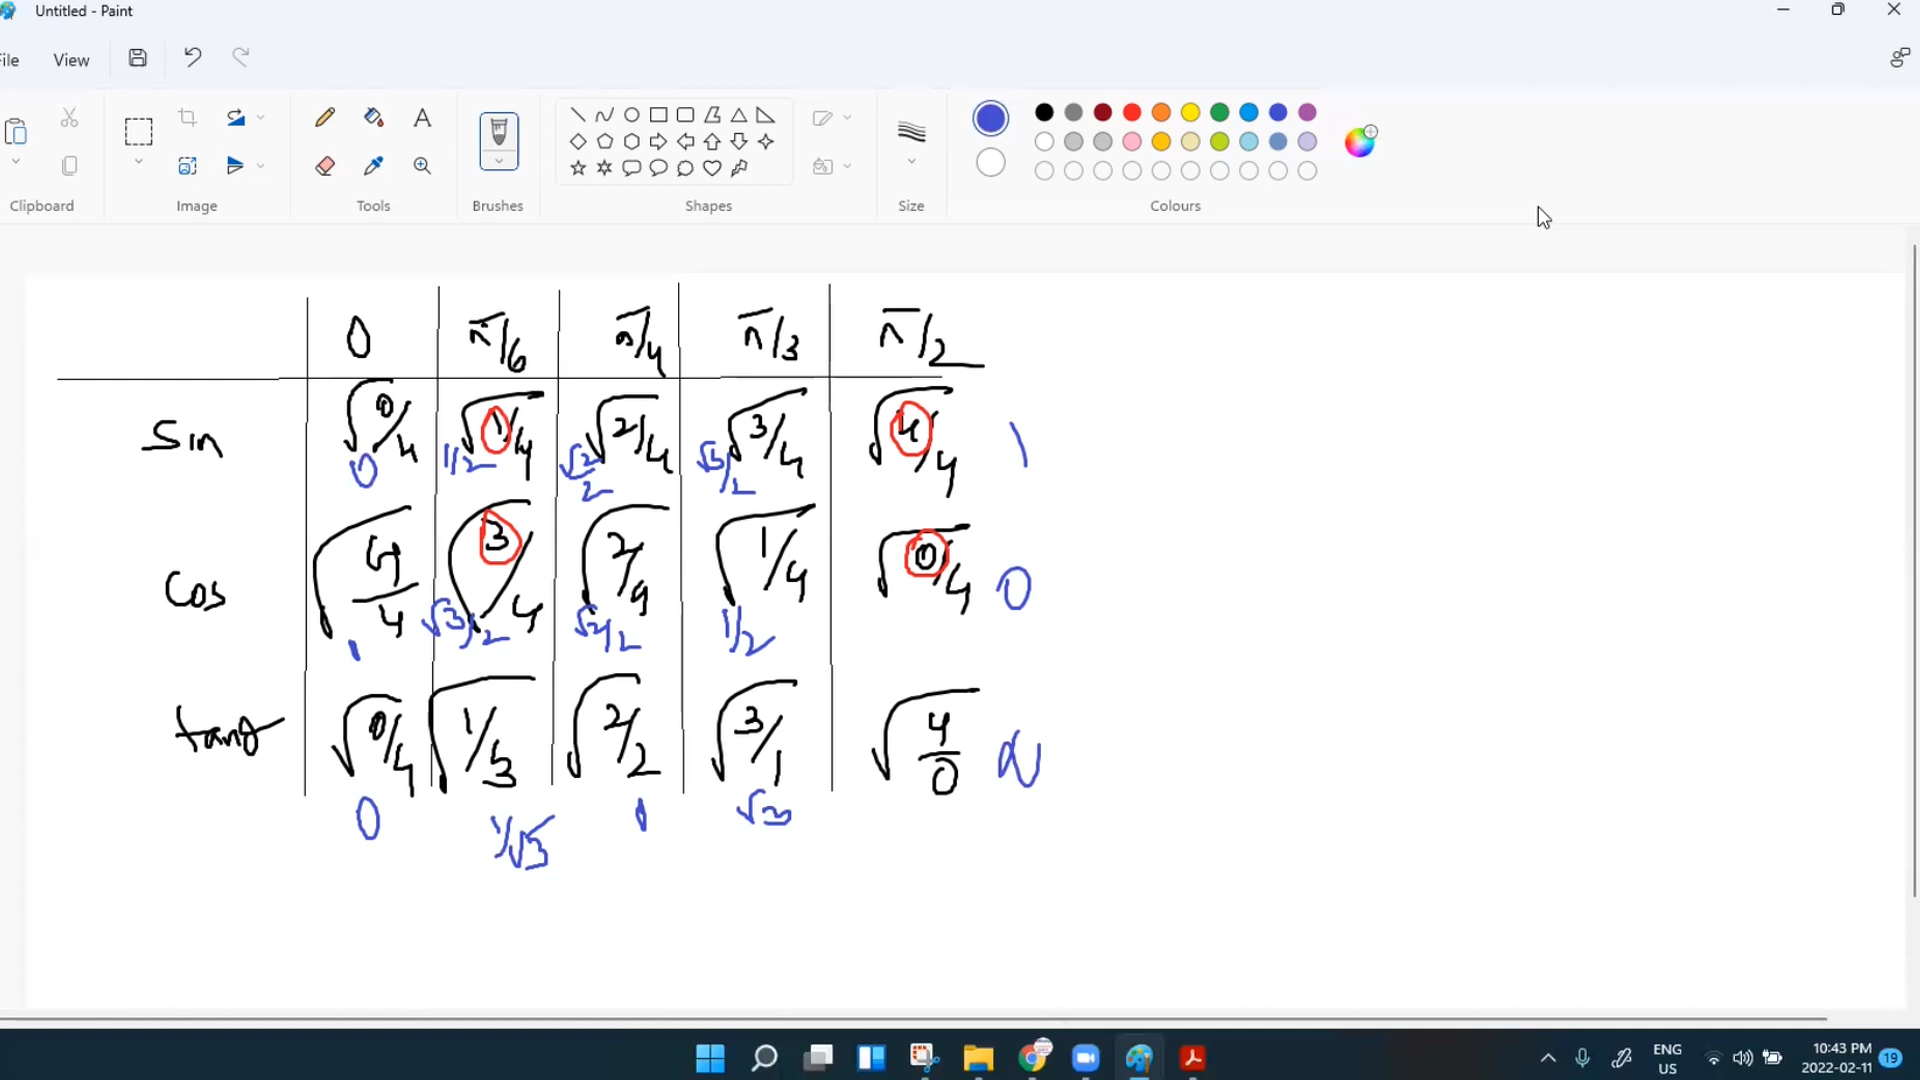 Untitled - Paint
File View
Clipboard Image Tools Brushes Shapes Size Colours
0 π/6 π/4 π/3 π/2
Sin √0/4 √1/4 √2/4 √3/4 √4/4 1
0 1/2 √2/2 √3/2
Cos √4/4 √3/4 √2/4 √1/4 √0/4 0
1 √3/2 √2/2 1/2
tanθ √0/4 √1/3 √2/2 √3/1 √4/0 ∞
0 1/√3 1 √3
ENG 10:43 PM
US 2022-02-11 19